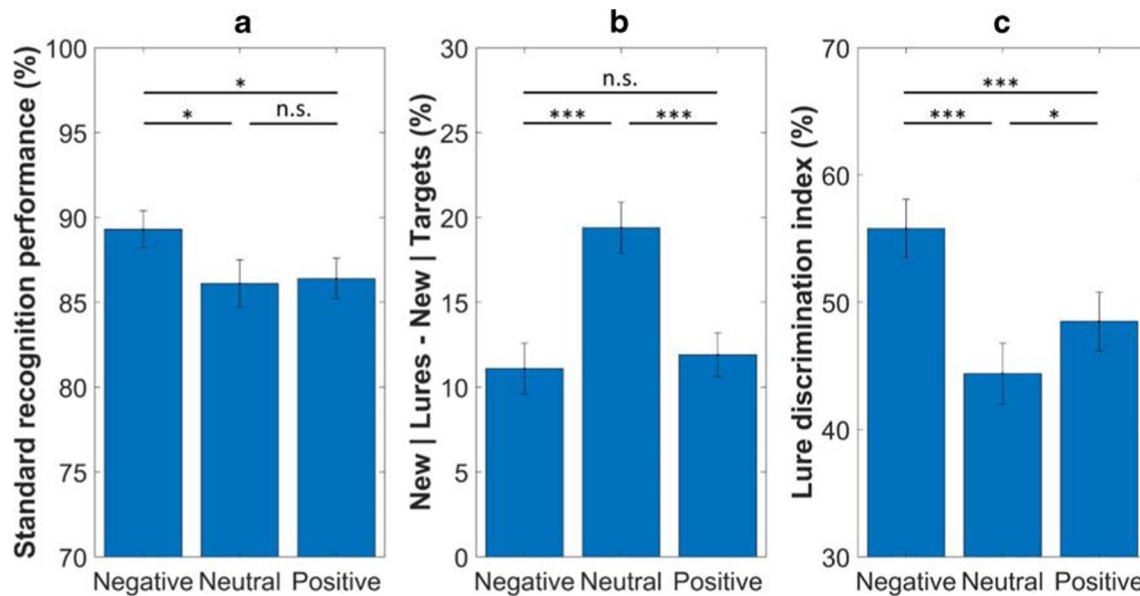 a
Standard recognition performance (%)
100
95
90
85
80
75
70
*
*
n.s.
Negative Neutral Positive
b
New | Lures - New | Targets (%)
30
25
20
15
10
5
0
n.s.
***
***
Negative Neutral Positive
c
Lure discrimination index (%)
70
60
50
40
30
***
***
*
Negative Neutral Positive